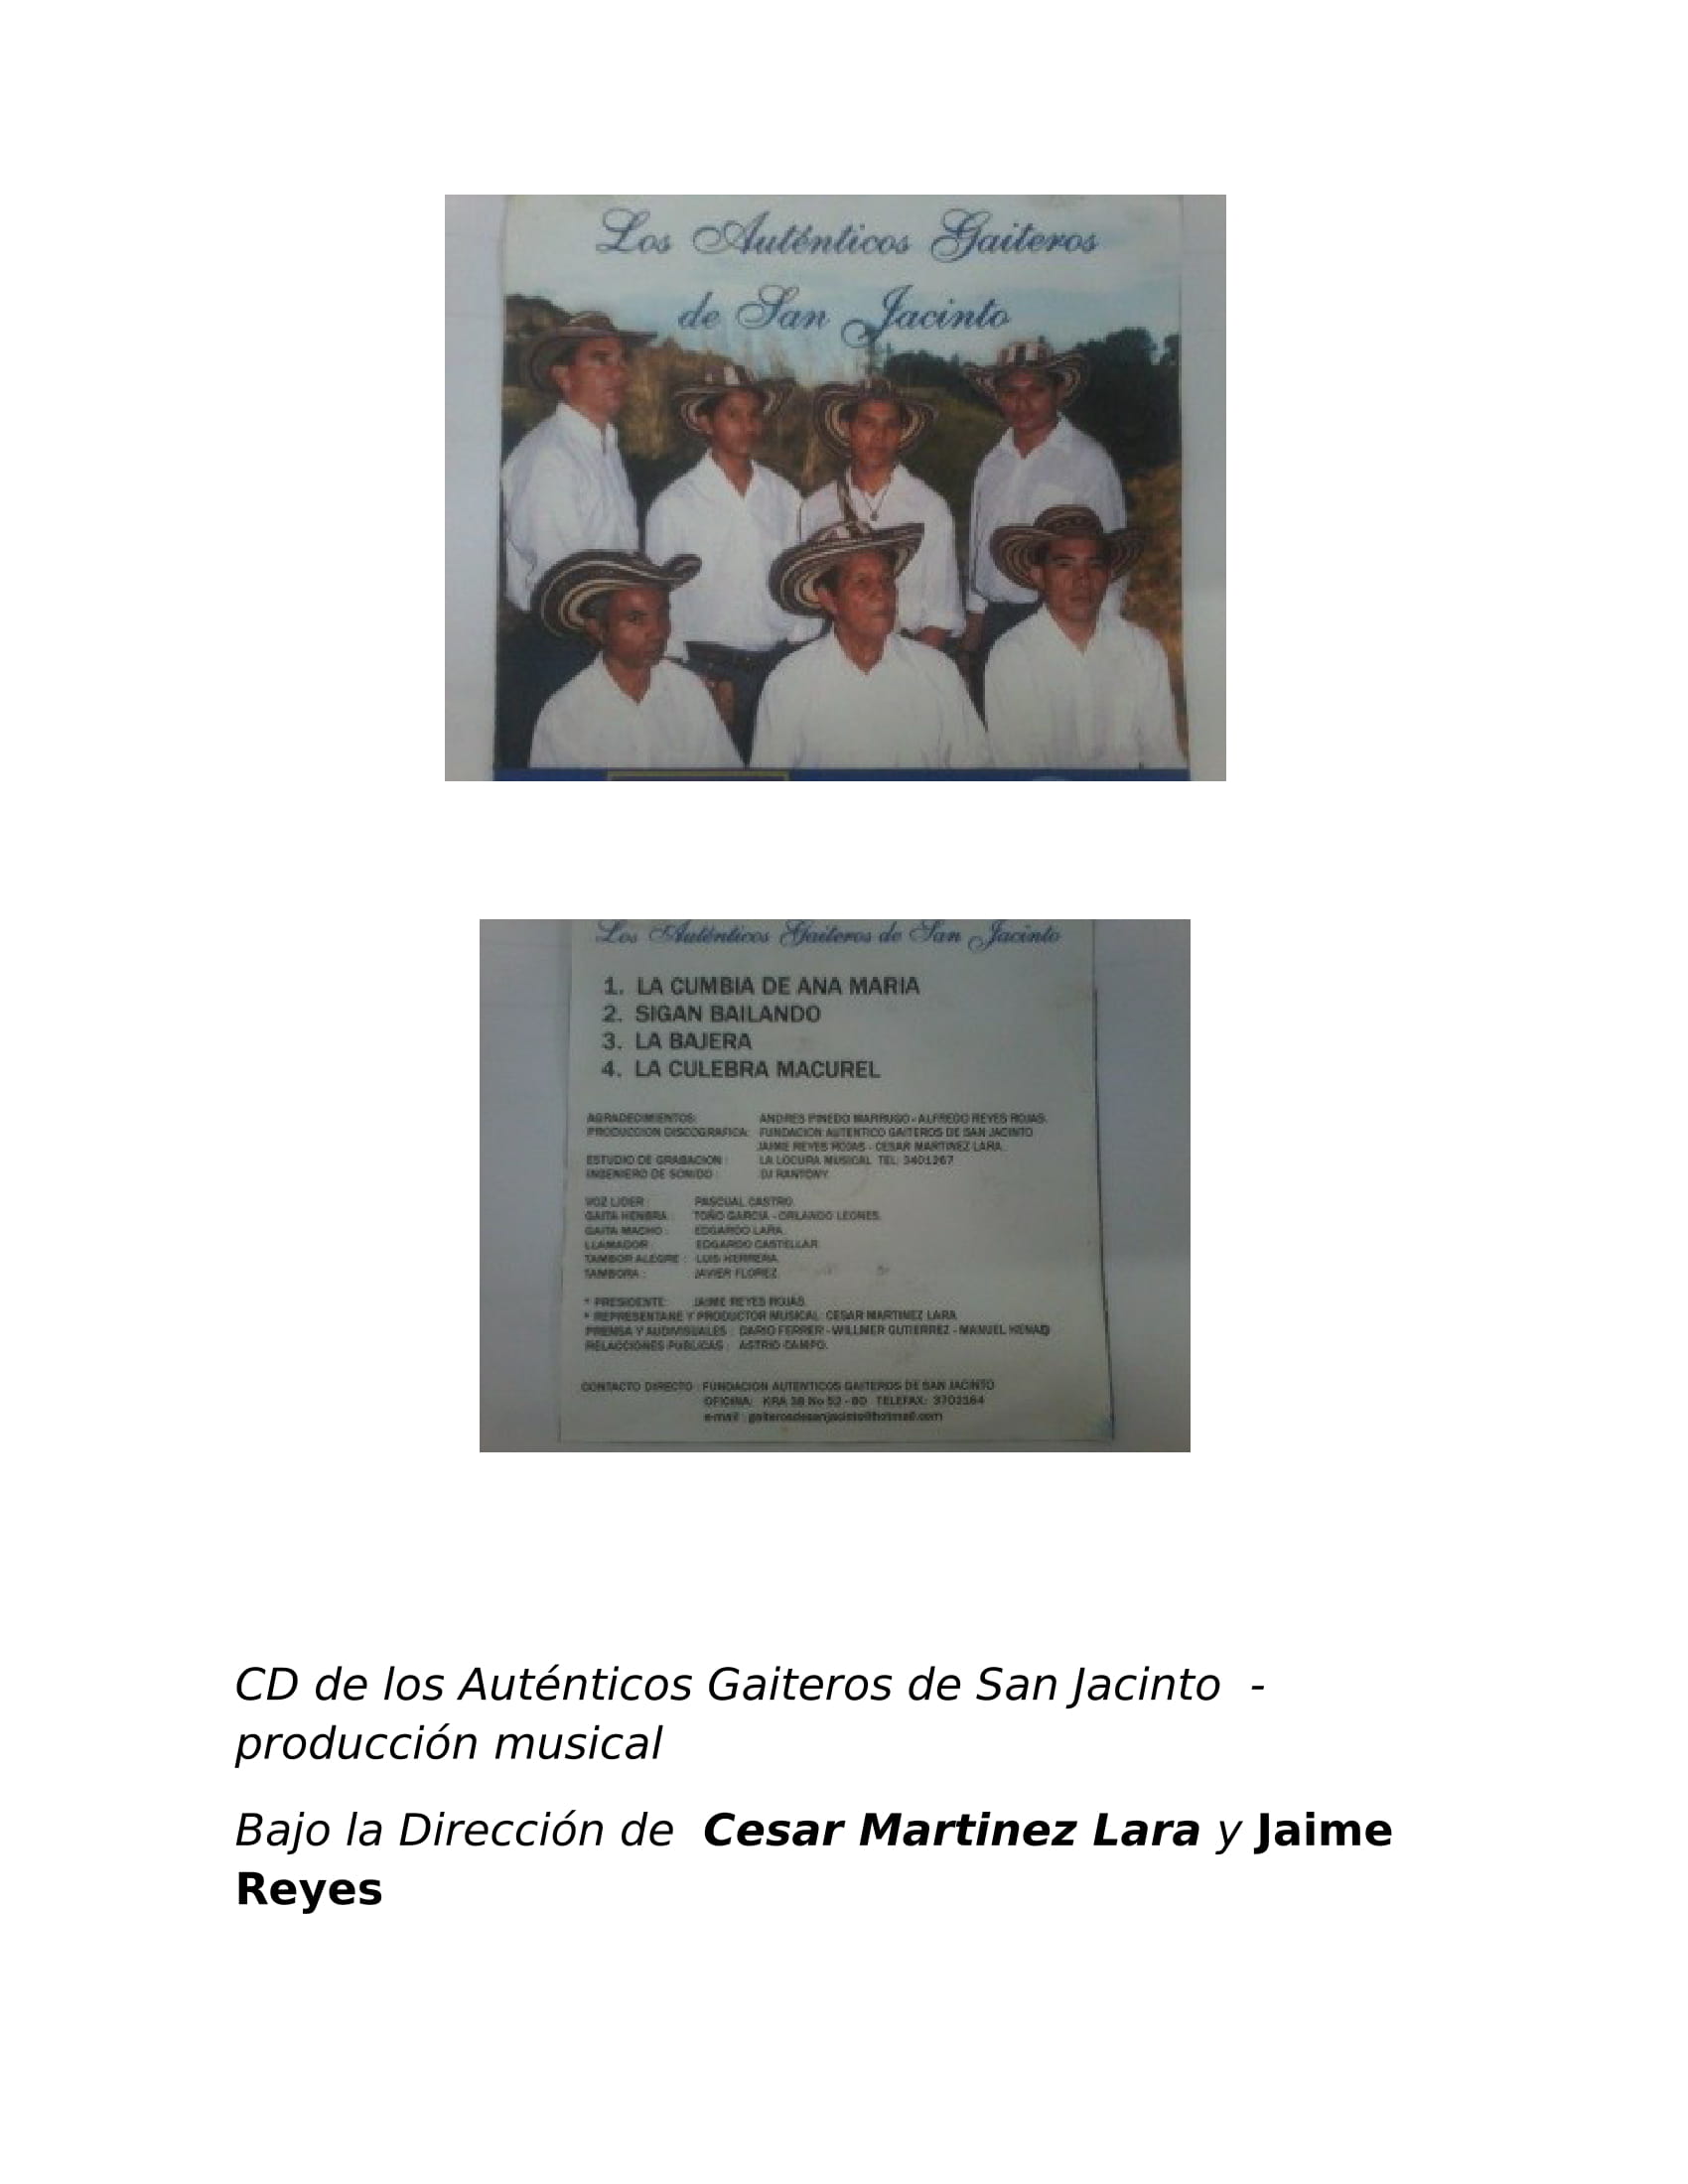 Los Auténticos Gaiteros
de San Jacinto
Los Auténticos Gaiteros de San Jacinto
1. LA CUMBIA DE ANA MARIA
2. SIGAN BAILANDO
3. LA BAJERA
4. LA CULEBRA MACUREL
AGRADECIMIENTOS: ANDRES PINEDO MARRUGO - ALFREDO REYES ROJAS.
PRODUCCION DISCOGRAFICA: FUNDACION AUTENTICO GAITEROS DE SAN JACINTO
JAIME REYES ROJAS - CESAR MARTINEZ LARA.
ESTUDIO DE GRABACION : LA LOCURA MUSICAL TEL: 3401267
INGENIERO DE SONIDO : DJ RANTONY.
VOZ LIDER : PASCUAL CASTRO.
GAITA HENBRA : TOÑO GARCIA - ORLANDO LEONES.
GAITA MACHO : EDGARDO LARA.
LLAMADOR : EDGARDO CASTELLAR.
TAMBOR ALEGRE : LUIS HERRERA.
TAMBORA : JAVIER FLOREZ.
* PRESIDENTE: JAIME REYES ROJAS.
* REPRESENTANE Y PRODUCTOR MUSICAL: CESAR MARTINEZ LARA.
PRENSA Y AUDIVISUALES : DARIO FERRER - WILLMER GUTIERREZ - MANUEL HENAO
RELACCIONES PUBLICAS : ASTRID CAMPO.
CONTACTO DIRECTO : FUNDACION AUTENTICOS GAITEROS DE SAN JACINTO
OFICINA: KRA 38 No 52 - 80 TELEFAX: 3702164
e-mail : gaiterosdesanjacinto@hotmail.com
CD de los Auténticos Gaiteros de San Jacinto -
producción musical
Bajo la Dirección de Cesar Martinez Lara y Jaime
Reyes